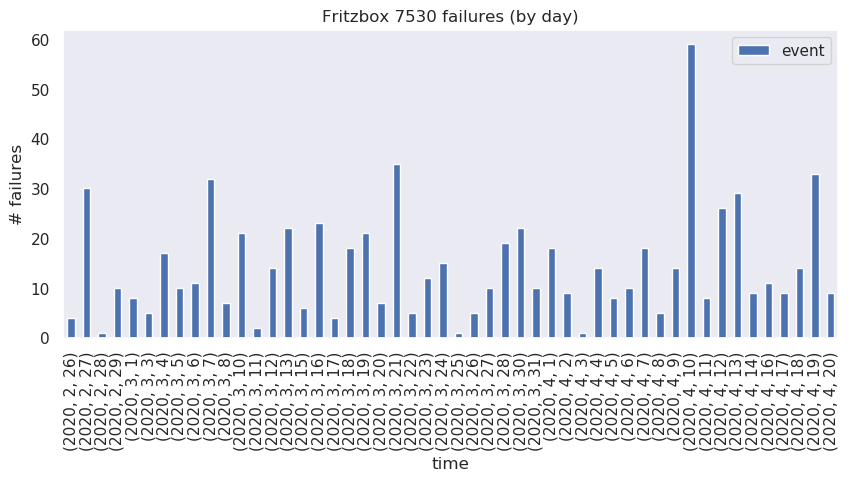 Fritzbox 7530 failures (by day)
event
# failures
60
50
40
30
20
10
0
(2020, 2, 26)
(2020, 2, 27)
(2020, 2, 28)
(2020, 2, 29)
(2020, 3, 1)
(2020, 3, 3)
(2020, 3, 4)
(2020, 3, 5)
(2020, 3, 6)
(2020, 3, 7)
(2020, 3, 8)
(2020, 3, 10)
(2020, 3, 11)
(2020, 3, 12)
(2020, 3, 13)
(2020, 3, 15)
(2020, 3, 16)
(2020, 3, 17)
(2020, 3, 18)
(2020, 3, 19)
(2020, 3, 20)
(2020, 3, 21)
(2020, 3, 22)
(2020, 3, 23)
(2020, 3, 24)
(2020, 3, 25)
(2020, 3, 26)
(2020, 3, 27)
(2020, 3, 28)
(2020, 3, 30)
(2020, 3, 31)
(2020, 4, 1)
(2020, 4, 2)
(2020, 4, 3)
(2020, 4, 4)
(2020, 4, 5)
(2020, 4, 6)
(2020, 4, 7)
(2020, 4, 8)
(2020, 4, 9)
(2020, 4, 10)
(2020, 4, 11)
(2020, 4, 12)
(2020, 4, 13)
(2020, 4, 14)
(2020, 4, 16)
(2020, 4, 17)
(2020, 4, 18)
(2020, 4, 19)
(2020, 4, 20)
time